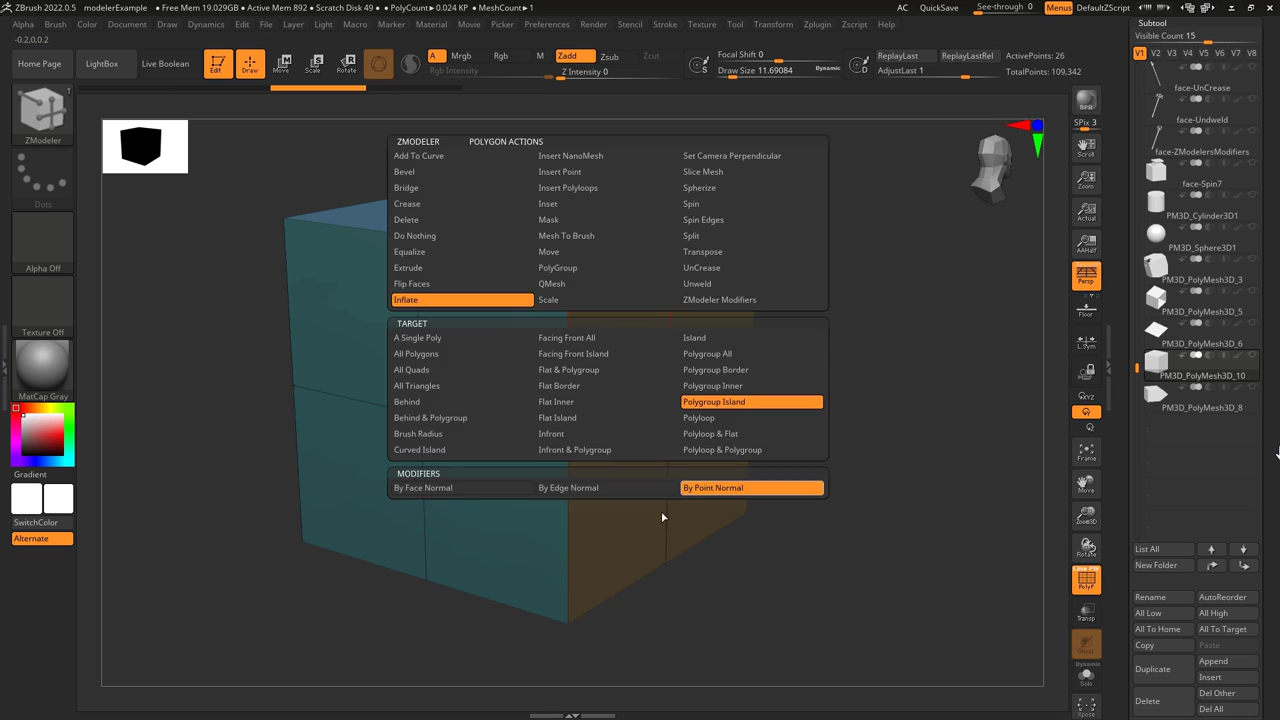 ZBrush 2022.0.5 modelerExample • Free Mem 19.029GB • Active Mem 892 • Scratch Disk 49 • PolyCount▸0.024 KP • MeshCount▸1 AC QuickSave See-through 0 Menus DefaultZScript
Alpha Brush Color Document Draw Dynamics Edit File Layer Light Macro Marker Material Movie Picker Preferences Render Stencil Stroke Texture Tool Transform Zplugin Zscript Help
-0.2,0,0.2
Home Page LightBox Live Boolean Edit Draw Move Scale Rotate
A Mrgb Rgb M Zadd Zsub Zcut
Rgb Intensity Z Intensity 0
Focal Shift 0
Draw Size 11.69084 Dynamic
S
D
ReplayLast ReplayLastRel ActivePoints: 26
AdjustLast 1 TotalPoints: 109,342
1
ZModeler
Dots
Alpha Off
Texture Off
MatCap Gray
Gradient
SwitchColor
Alternate
ZMODELER POLYGON ACTIONS
Add To Curve Insert NanoMesh Set Camera Perpendicular
Bevel Insert Point Slice Mesh
Bridge Insert Polyloops Spherize
Crease Inset Spin
Delete Mask Spin Edges
Do Nothing Mesh To Brush Split
Equalize Move Transpose
Extrude PolyGroup UnCrease
Flip Faces QMesh Unweld
Inflate Scale ZModeler Modifiers
TARGET
A Single Poly Facing Front All Island
All Polygons Facing Front Island Polygroup All
All Quads Flat & Polygroup Polygroup Border
All Triangles Flat Border Polygroup Inner
Behind Flat Inner Polygroup Island
Behind & Polygroup Flat Island Polyloop
Brush Radius Infront Polyloop & Flat
Curved Island Infront & Polygroup Polyloop & Polygroup
MODIFIERS
By Face Normal By Edge Normal By Point Normal
BPR
SPix 3
Scroll
Zoom
Actual
AAHalf
Persp
Floor
L.Sym
XYZ
Y
Z
Frame
Move
Zoom3D
Rotate
Line Fill
PolyF
Transp
Ghost
Dynamic
Solo
Xpose
Subtool
Visible Count 15
V1 V2 V3 V4 V5 V6 V7 V8
face-UnCrease
face-Undweld
face-ZModelersModifiers
face-Spin7
PM3D_Cylinder3D1
PM3D_Sphere3D1
PM3D_PolyMesh3D_3
PM3D_PolyMesh3D_5
PM3D_PolyMesh3D_6
PM3D_PolyMesh3D_10
PM3D_PolyMesh3D_8
List All
New Folder
Rename AutoReorder
All Low All High
All To Home All To Target
Copy Paste
Duplicate Append
Insert
Delete Del Other
Del All